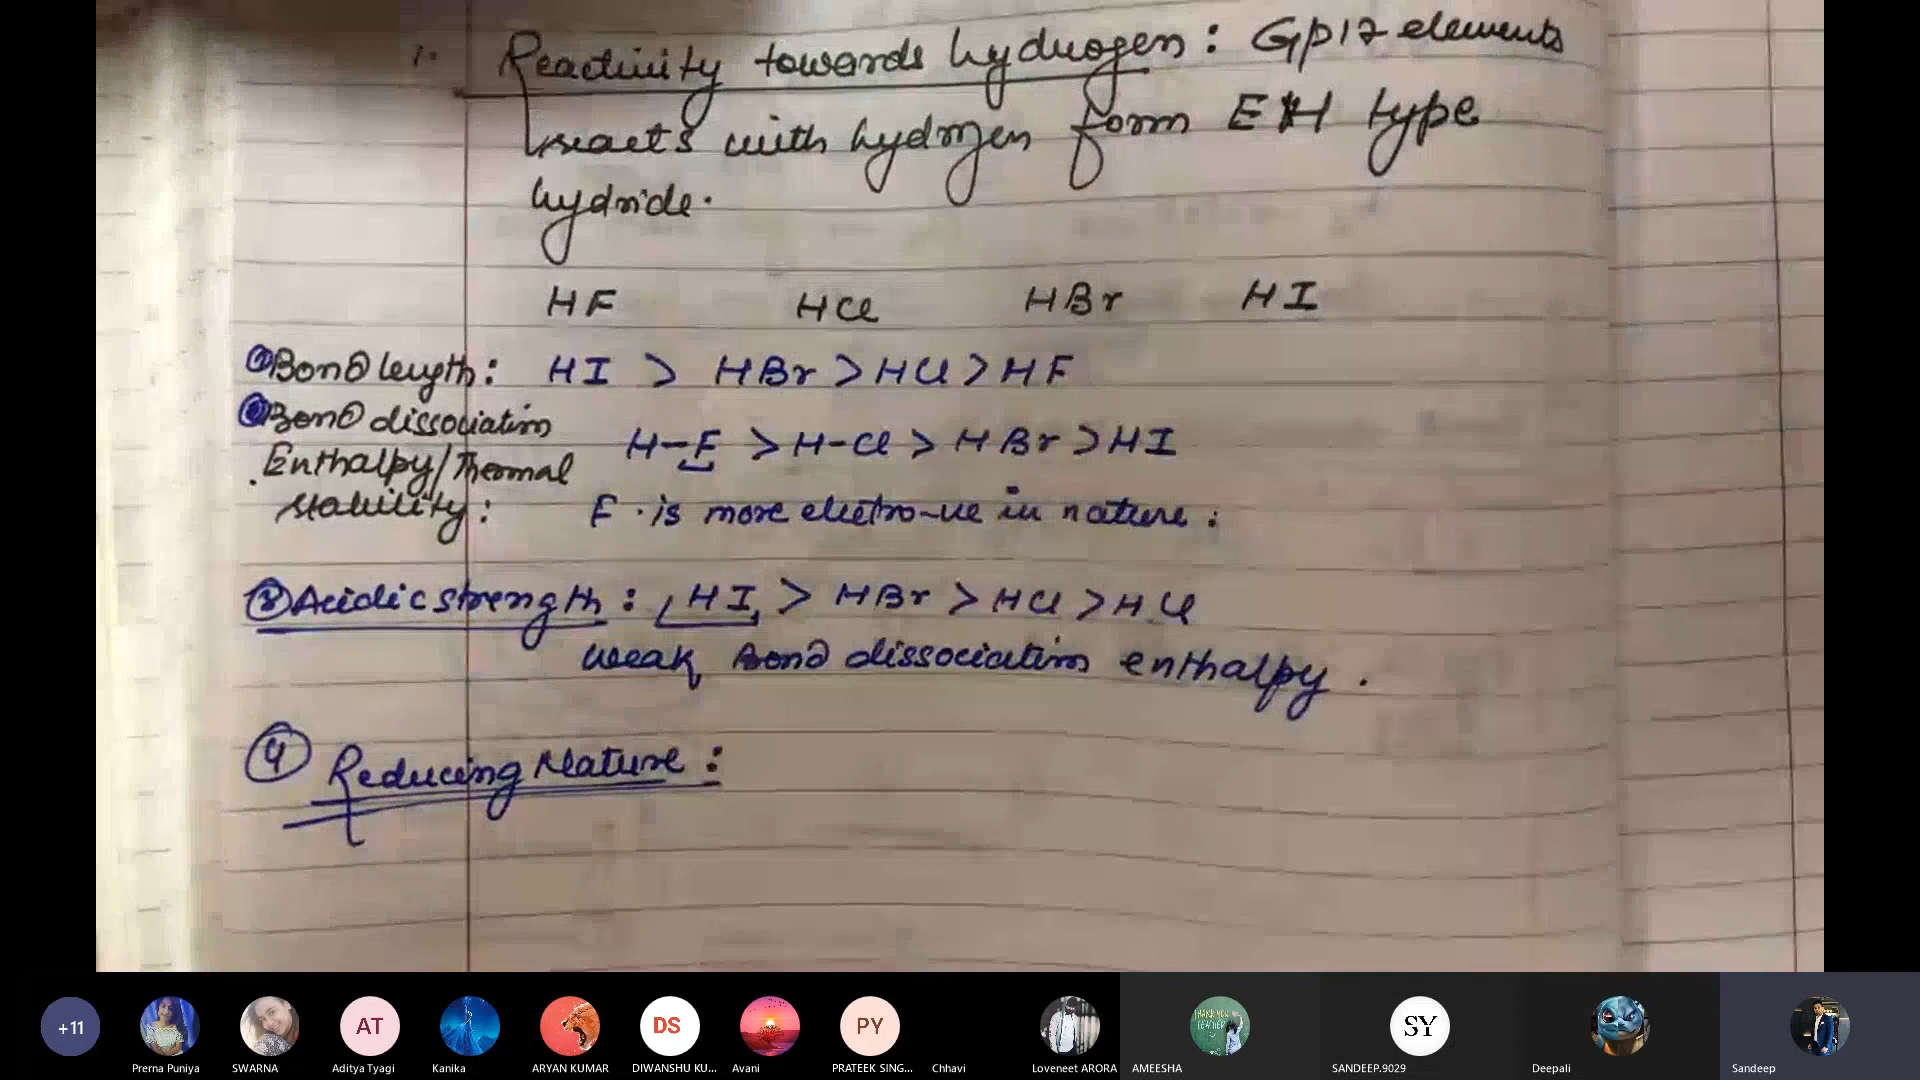 1. Reactivity towards hydrogen: Gp17 elements
reacts with hydrogen form EH type
hydride.
HF HCl HBr HI
① Bond length: HI > HBr > HCl > HF
Bond dissociation
Enthalpy/Thermal
stability:
H-F > H-Cl > HBr > HI
F is more electro-ve in nature:
③ Acidic strength: HI > HBr > HCl > HCl
weak Bond dissociation enthalpy.
④ Reducing Nature:
+11
Prerna Puniya
SWARNA
AT
Aditya Tyagi
Kanika
ARYAN KUMAR
DS
DIWANSHU KU...
Avani
PY
PRATEEK SING...
Chhavi
Loveneet ARORA
THANK YOU TEACHER
AMEESHA
SY
SANDEEP.9029
Deepali
Sandeep